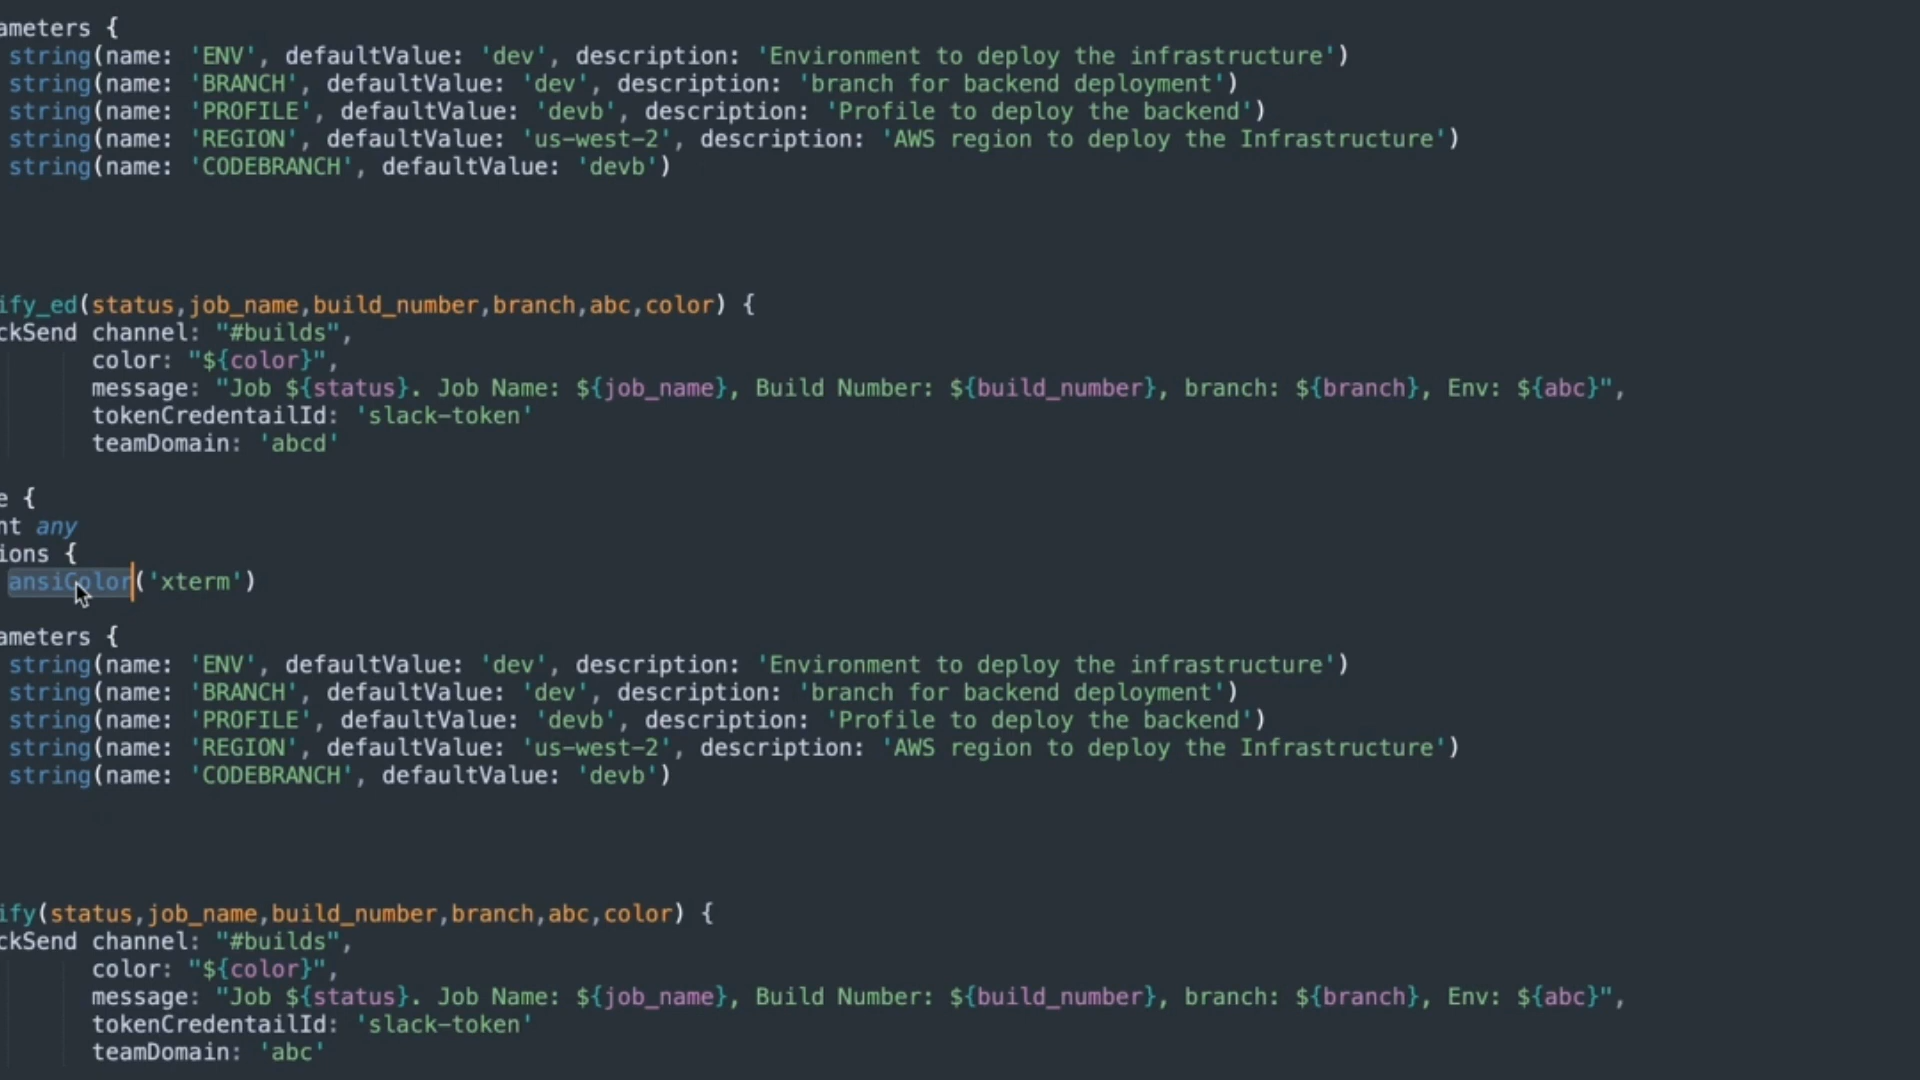 ameters {
string(name: 'ENV', defaultValue: 'dev', description: 'Environment to deploy the infrastructure')
string(name: 'BRANCH', defaultValue: 'dev', description: 'branch for backend deployment')
string(name: 'PROFILE', defaultValue: 'devb', description: 'Profile to deploy the backend')
string(name: 'REGION', defaultValue: 'us-west-2', description: 'AWS region to deploy the Infrastructure')
string(name: 'CODEBRANCH', defaultValue: 'devb')
ify_ed(status,job_name,build_number,branch,abc,color) {
ckSend channel: "#builds",
color: "${color}",
message: "Job ${status}. Job Name: ${job_name}, Build Number: ${build_number}, branch: ${branch}, Env: ${abc}",
tokenCredentailId: 'slack-token'
teamDomain: 'abcd'
e {
nt any
ions {
ansiColor('xterm')
ameters {
string(name: 'ENV', defaultValue: 'dev', description: 'Environment to deploy the infrastructure')
string(name: 'BRANCH', defaultValue: 'dev', description: 'branch for backend deployment')
string(name: 'PROFILE', defaultValue: 'devb', description: 'Profile to deploy the backend')
string(name: 'REGION', defaultValue: 'us-west-2', description: 'AWS region to deploy the Infrastructure')
string(name: 'CODEBRANCH', defaultValue: 'devb')
ify(status,job_name,build_number,branch,abc,color) {
ckSend channel: "#builds",
color: "${color}",
message: "Job ${status}. Job Name: ${job_name}, Build Number: ${build_number}, branch: ${branch}, Env: ${abc}",
tokenCredentailId: 'slack-token'
teamDomain: 'abc'